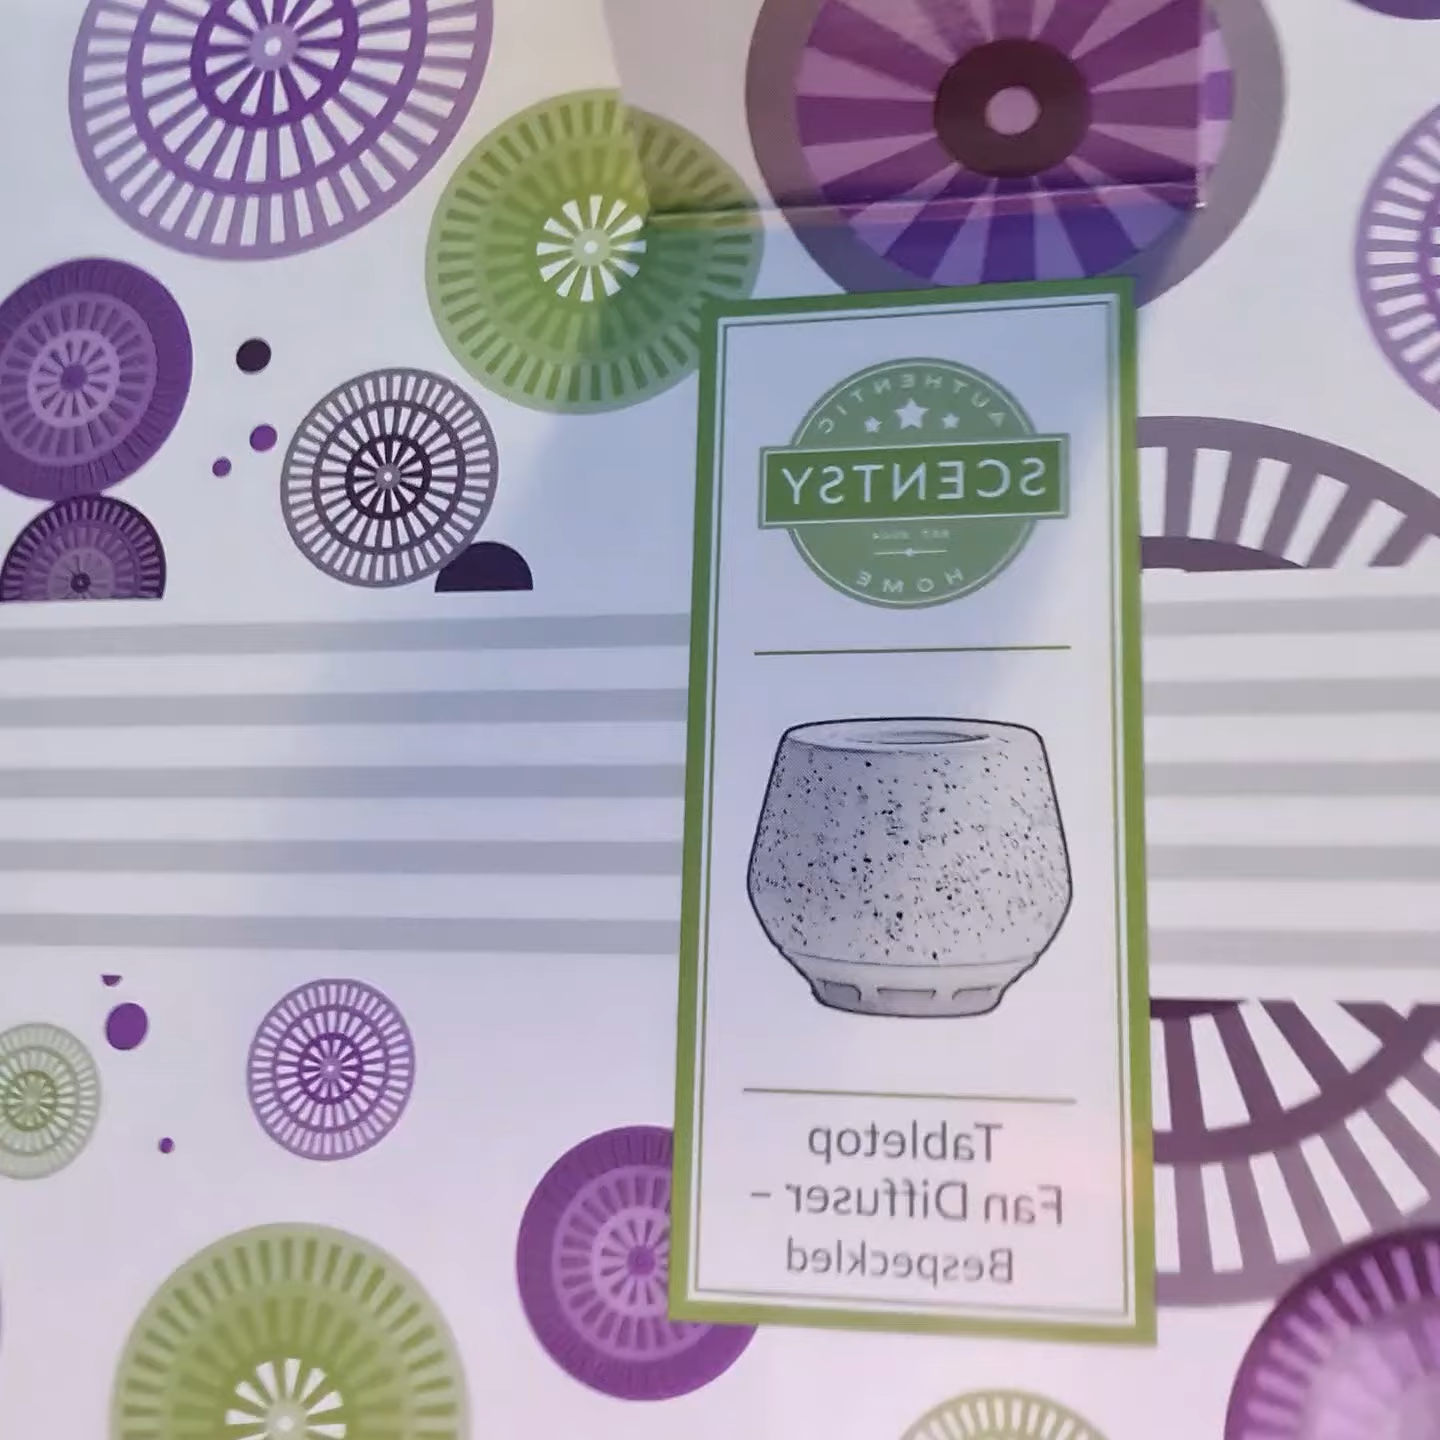 AUTHENTIC
SCENTSY
EST. 2004
HOME
Tabletop
Fan Diffuser –
Bespeckled